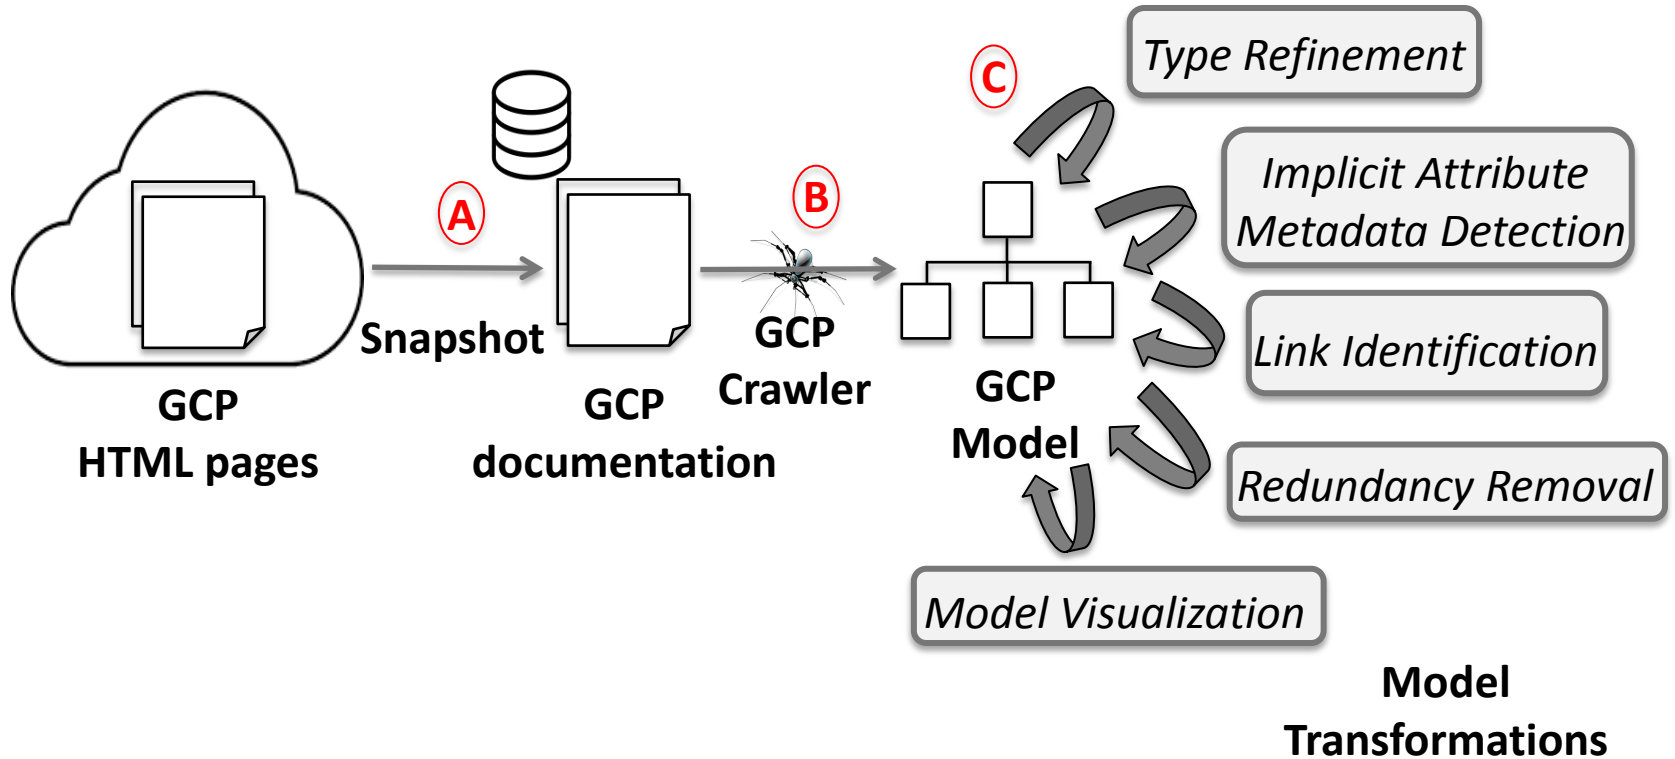 C
Type Refinement
Implicit Attribute
Metadata Detection
A
B
Snapshot
GCP
Crawler
Link Identification
GCP
HTML pages
GCP
documentation
GCP
Model
Redundancy Removal
Model Visualization
Model
Transformations